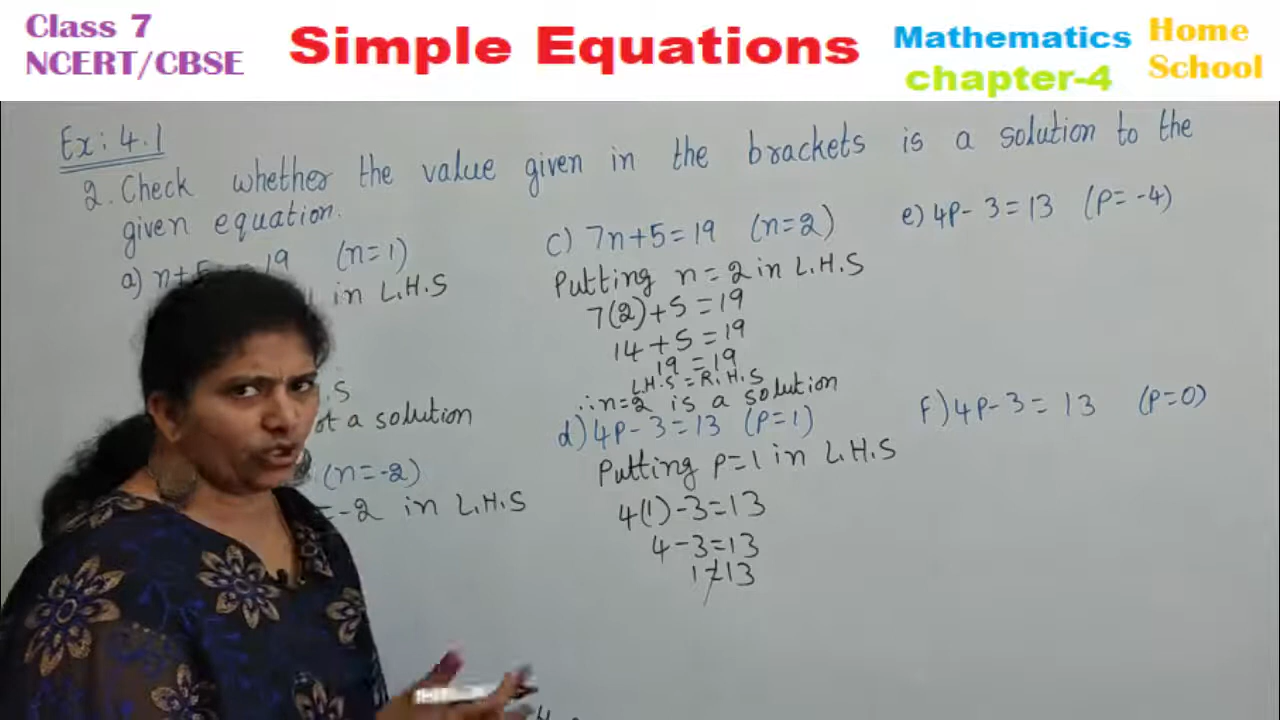 Class 7
NCERT/CBSE
Simple Equations
Mathematics
chapter-4
Home
School
Ex: 4.1
2. Check whether the value given in the brackets is a solution to the
given equation.
a) n+5 = 19 (n=1)
in L.H.S
.S
ot a solution
(n=-2)
=-2 in L.H.S
c) 7n+5=19 (n=2)
Putting n=2 in L.H.S
7(2)+5=19
14+5=19
19=19
L.H.S=R.H.S
∴n=2 is a solution
d) 4p-3=13 (p=1)
Putting p=1 in L.H.S
4(1)-3=13
4-3=13
1≠13
e) 4p-3=13 (p=-4)
F) 4p-3=13 (p=0)